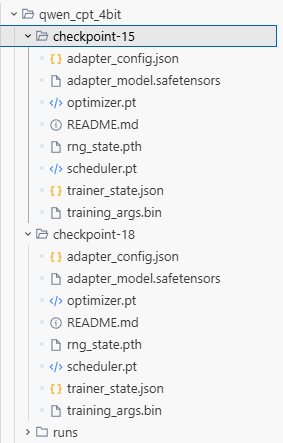 qwen_cpt_4bit
checkpoint-15
adapter_config.json
adapter_model.safetensors
optimizer.pt
README.md
rng_state.pth
scheduler.pt
trainer_state.json
training_args.bin
checkpoint-18
adapter_config.json
adapter_model.safetensors
optimizer.pt
README.md
rng_state.pth
scheduler.pt
trainer_state.json
training_args.bin
runs